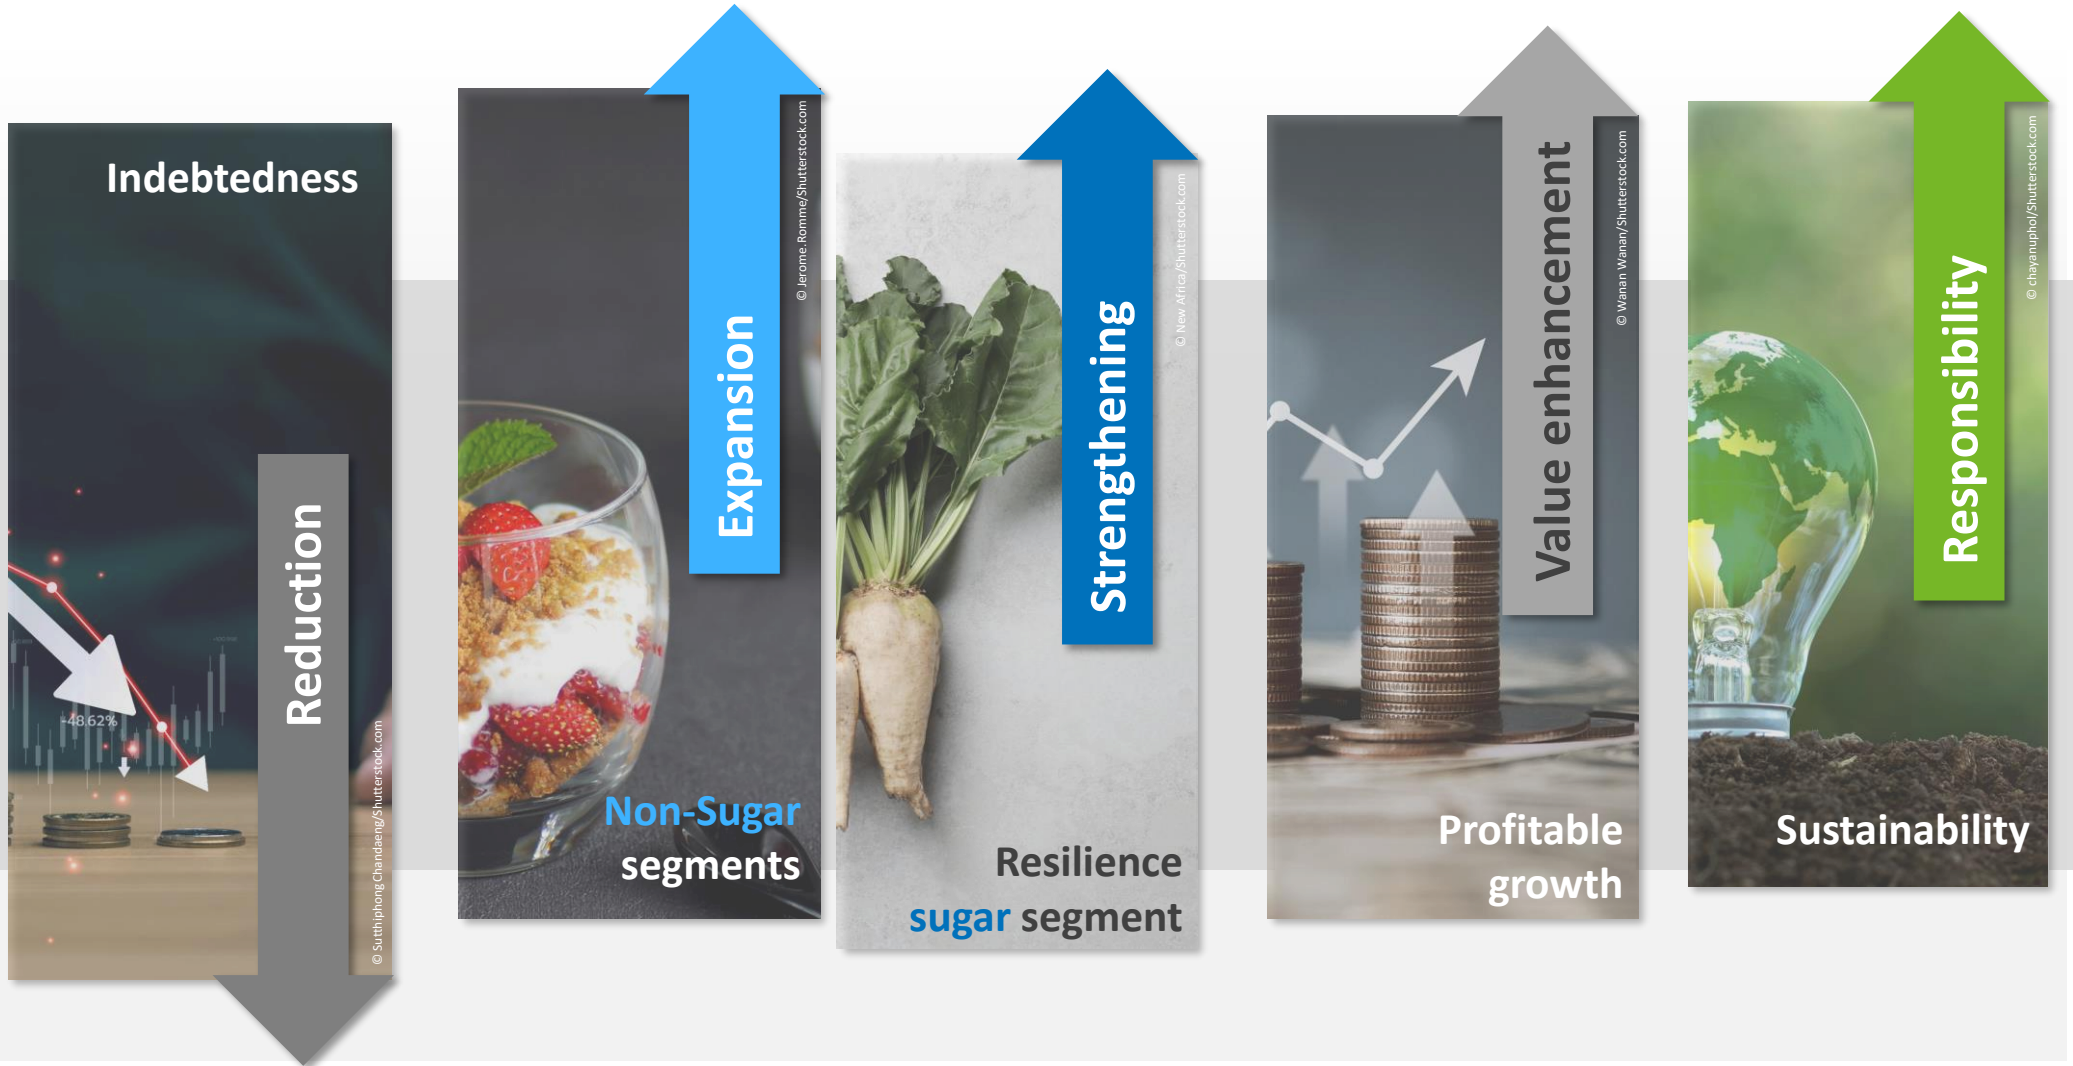 Indebtedness
Reduction
-48.62%
© Sutthiphong Chandaeng/Shutterstock.com
Expansion
© Jerome.Romme/Shutterstock.com
Non-Sugar
segments
Strengthening
© New Africa/Shutterstock.com
Resilience
sugar segment
Value enhancement
© Wanan Wanan/Shutterstock.com
Profitable
growth
Responsibility
© chayanuphol/Shutterstock.com
Sustainability